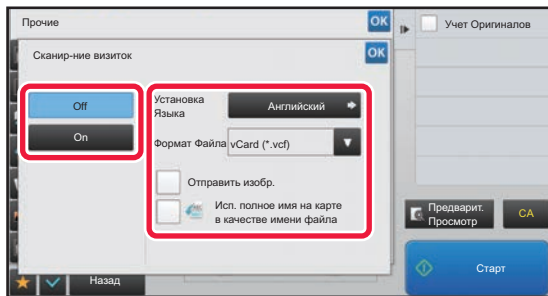 Прочие
OK
Учет Оригиналов
Сканир-ние визиток
OK
Off
On
Установка
Языка
Английский
Формат Файла
vCard (*.vcf)
Отправить изобр.
Исп. полное имя на карте
в качестве имени файла
Предварит.
Просмотр
CA
Назад
Старт